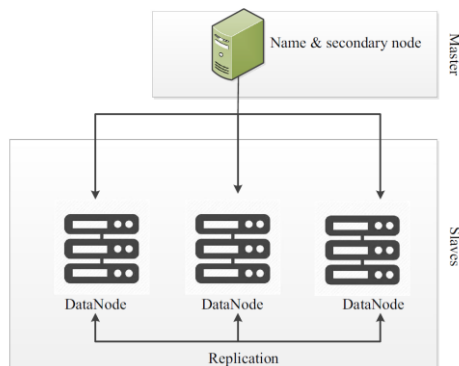 Name & secondary node
Master
Slaves
DataNode
DataNode
DataNode
Replication